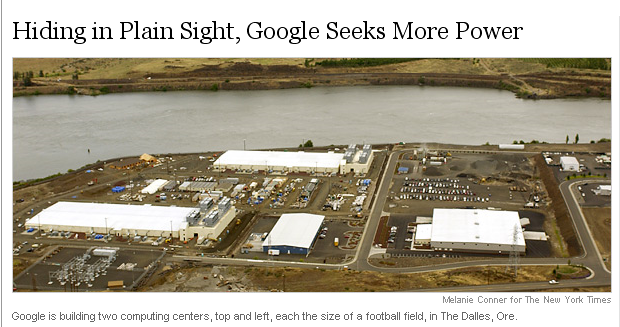 Hiding in Plain Sight, Google Seeks More Power
Melanie Conner for The New York Times
Google is building two computing centers, top and left, each the size of a football field, in The Dalles, Ore.